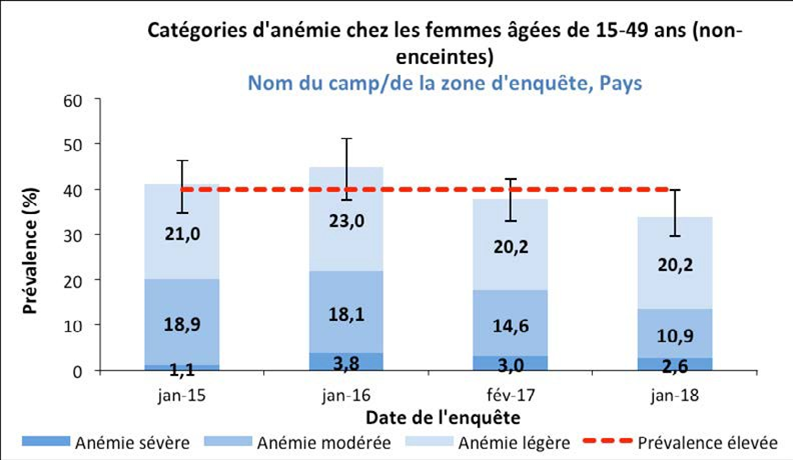 Catégories d'anémie chez les femmes âgées de 15-49 ans (non-
enceintes)
Nom du camp/de la zone d'enquête, Pays
Prévalence (%)
60
50
40
30
20
10
0
21,0
23,0
20,2
20,2
18,9
18,1
14,6
10,9
1,1
3,8
3,0
2,6
jan-15
jan-16
fév-17
jan-18
Date de l'enquête
Anémie sévère
Anémie modérée
Anémie légère
Prévalence élevée